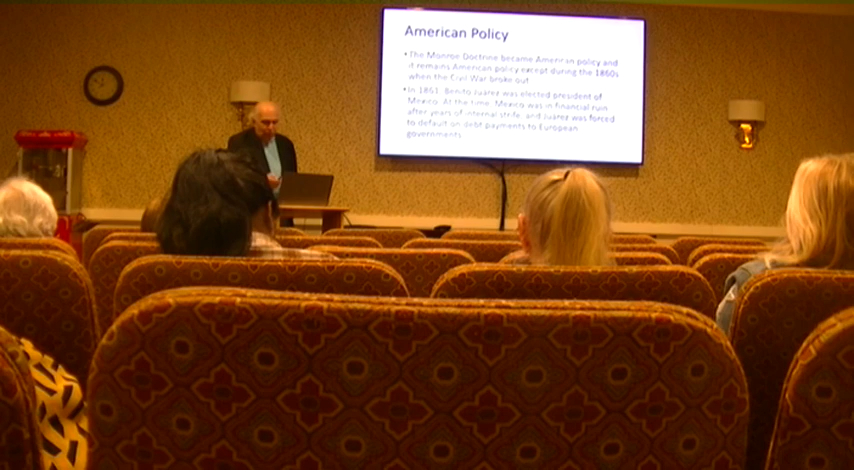 American Policy
• The Monroe Doctrine became American policy and
it remains American policy except during the 1860s
when the Civil War broke out
• In 1861, Benito Juarez was elected president of
Mexico. At the time, Mexico was in financial ruin
after years of internal strife, and Juarez was forced
to default on debt payments to European
governments.